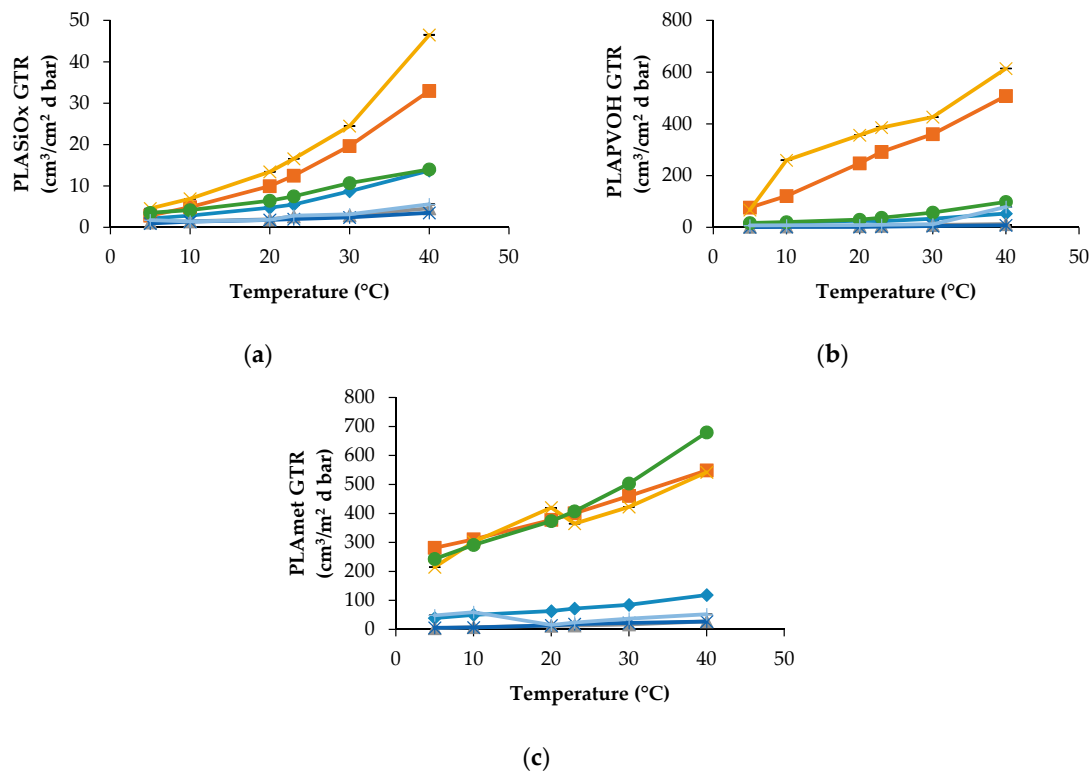 PLASiOx GTR
(cm³/cm² d bar)
50
40
30
20
10
0
0 10 20 30 40 50
Temperature (°C)
(a)
PLAPVOH GTR
(cm³/cm² d bar)
800
600
400
200
0
0 10 20 30 40 50
Temperature (°C)
(b)
PLAmet GTR
(cm³/m² d bar)
800
700
600
500
400
300
200
100
0
0 10 20 30 40 50
Temperature (°C)
(c)